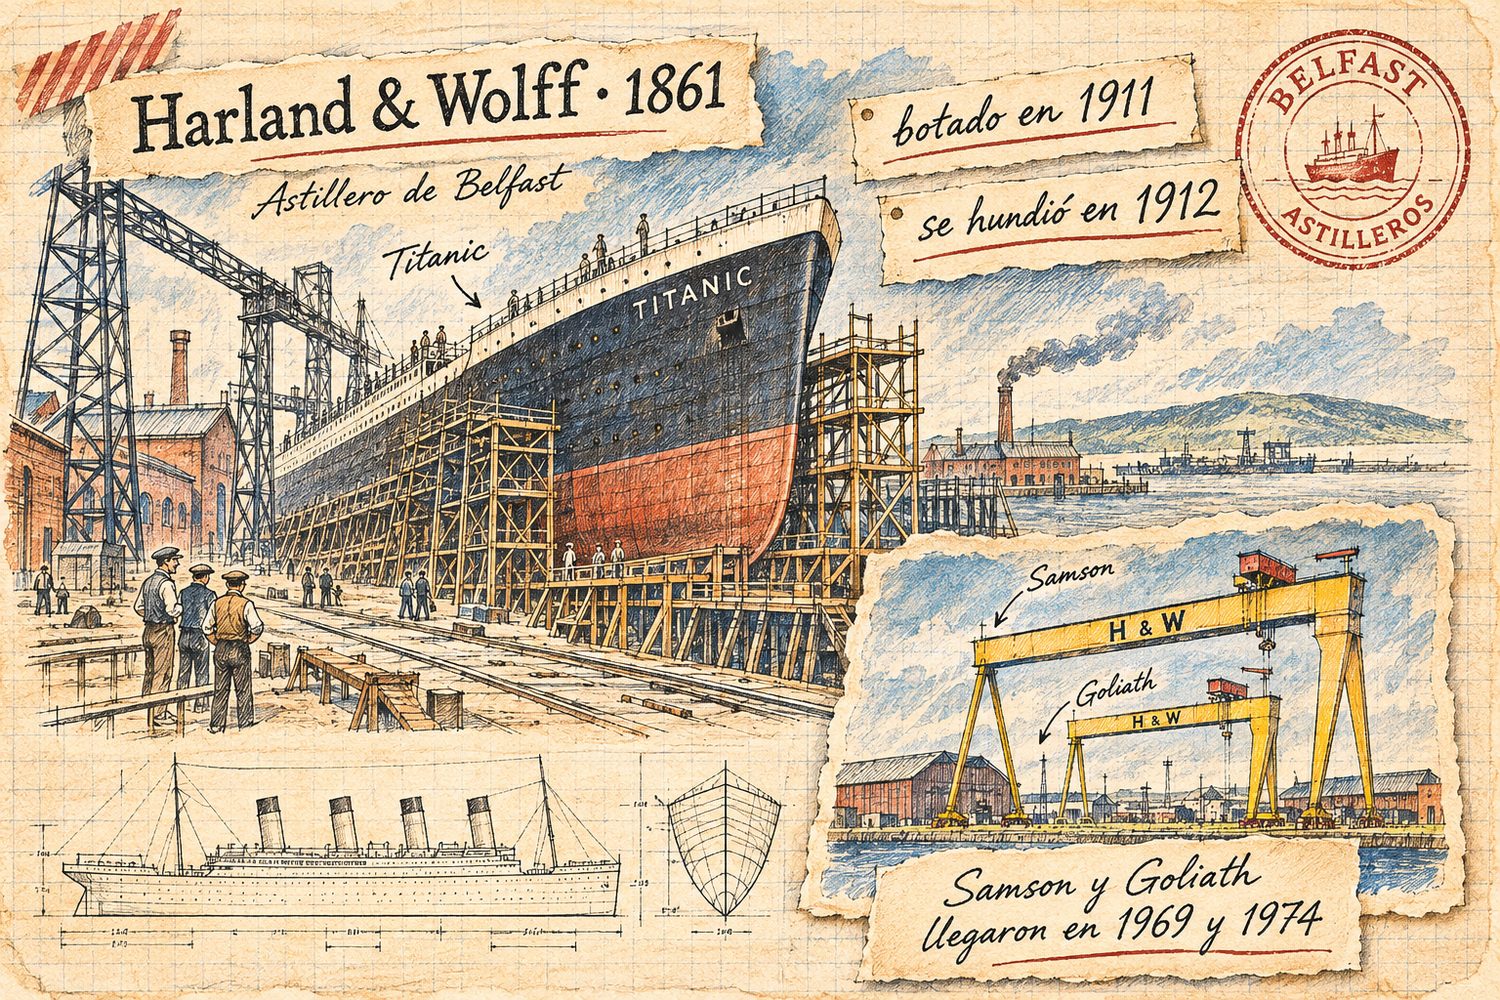 Harland & Wolff · 1861
Astillero de Belfast
Titanic
TITANIC
botado en 1911
se hundió en 1912
BELFAST
ASTILLEROS
Samson
H & W
Goliath
H & W
Samson y Goliath
llegaron en 1969 y 1974